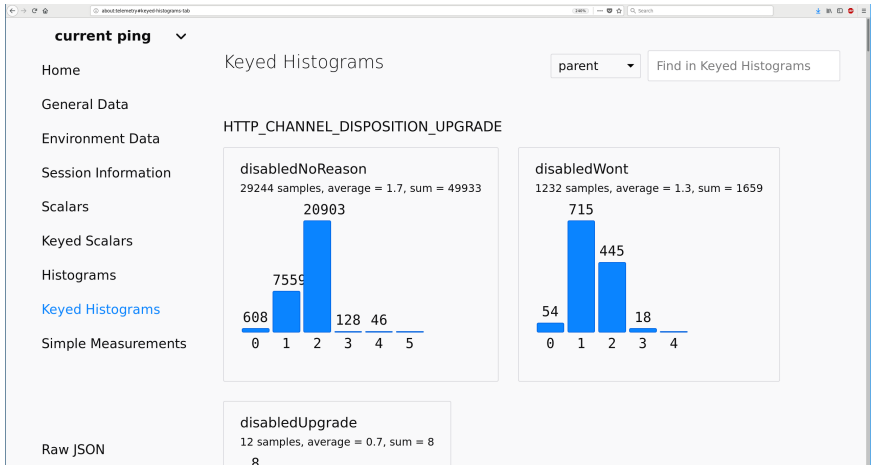 about:telemetry#keyed-histograms-tab
240%
Search
current ping
Home
General Data
Environment Data
Session Information
Scalars
Keyed Scalars
Histograms
Keyed Histograms
Simple Measurements
Raw JSON
Keyed Histograms
parent
Find in Keyed Histograms
HTTP_CHANNEL_DISPOSITION_UPGRADE
disabledNoReason
29244 samples, average = 1.7, sum = 49933
20903
7559
608 128 46
0 1 2 3 4 5
disabledWont
1232 samples, average = 1.3, sum = 1659
715
445
54 18
0 1 2 3 4
disabledUpgrade
12 samples, average = 0.7, sum = 8
8